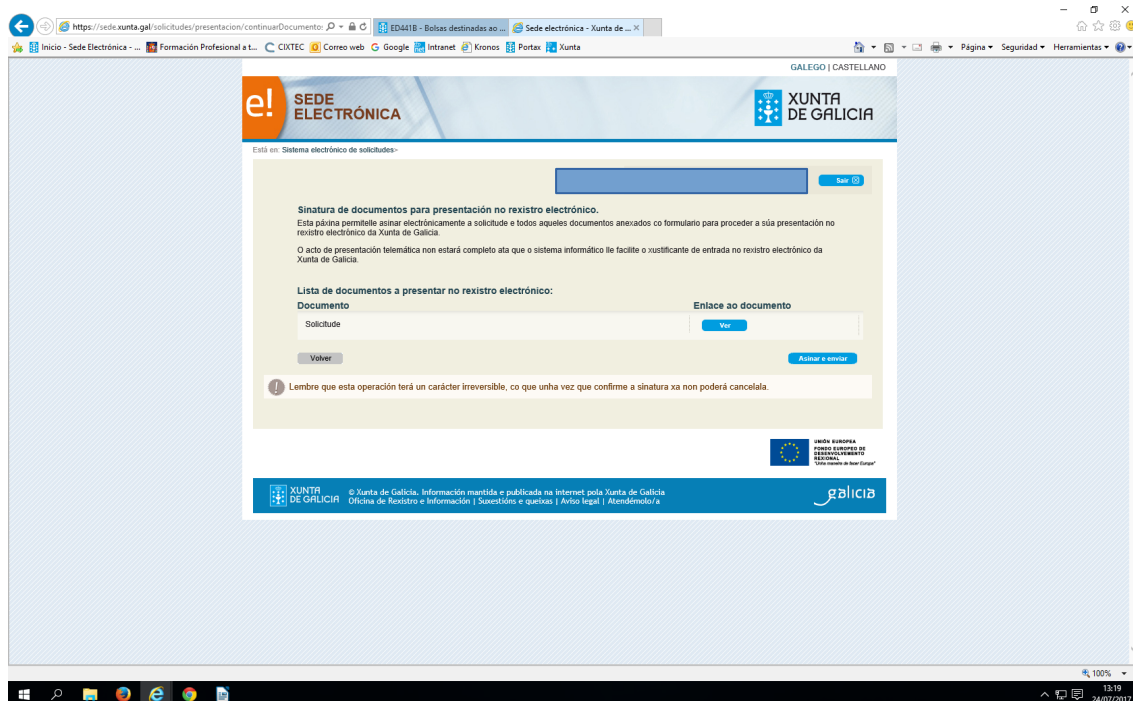 https://sede.xunta.gal/solicitudes/presentacion/continuarDocumento:
ED441B - Bolsas destinadas ao ...
Sede electrónica - Xunta de ...
Inicio - Sede Electrónica - ...
Formación Profesional a t...
CIXTEC
Correo web
Google
Intranet
Kronos
Portax
Xunta
Página
Seguridad
Herramientas
GALEGO | CASTELLANO
e! SEDE
ELECTRÓNICA
XUNTA
DE GALICIA
Está en: Sistema electrónico de solicitudes>
Sair
Sinatura de documentos para presentación no rexistro electrónico.
Esta páxina permitelle asinar electrónicamente a solicitude e todos aqueles documentos anexados co formulario para proceder a súa presentación no
rexistro electrónico da Xunta de Galicia.
O acto de presentación telemática non estará completo ata que o sistema informático lle facilite o xustificante de entrada no rexistro electrónico da
Xunta de Galicia.
Lista de documentos a presentar no rexistro electrónico:
Documento Enlace ao documento
Solicitude Ver
Volver Asinar e enviar
! Lembre que esta operación terá un carácter irreversible, co que unha vez que confirme a sinatura xa non poderá cancelala.
UNIÓN EUROPEA
FONDO EUROPEO DE
DESENVOLVEMENTO
REXIONAL
"Unha maneira de facer Europa"
XUNTA
DE GALICIA
© Xunta de Galicia. Información mantida e publicada na internet pola Xunta de Galicia
Oficina de Rexistro e Información | Suxestións e queixas | Aviso legal | Atendémolo/a
galicia
100%
13:19
24/07/2017